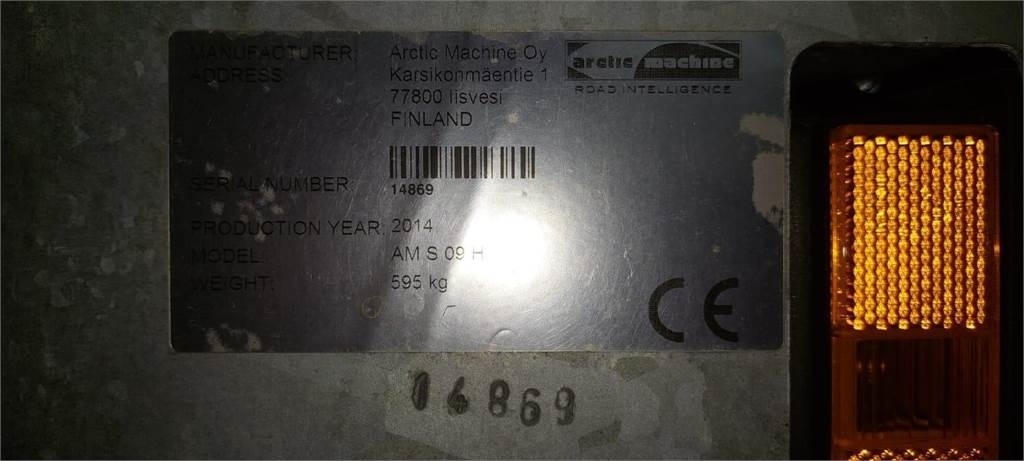 MANUFACTURER: Arctic Machine Oy
ADDRESS: Karsikonmäentie 1
77800 Iisvesi
FINLAND
arctic machine
ROAD INTELLIGENCE
SERIAL NUMBER: 14869
PRODUCTION YEAR: 2014
MODEL: AM S 09 H
WEIGHT: 595 kg
CE
14869